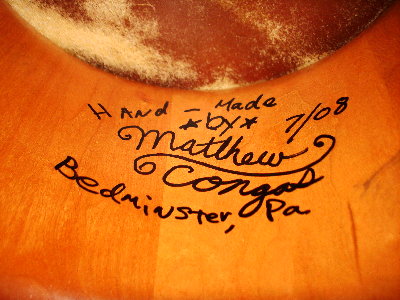 Hand-Made
*by*
Matthew 7/08
Congas
Bedminster, Pa.